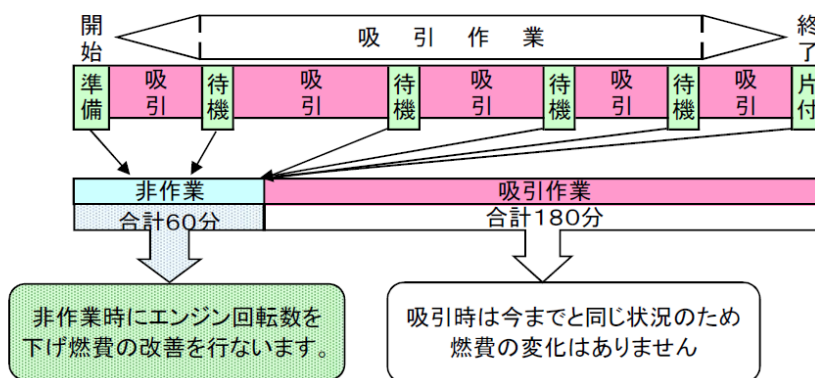 開始
吸引作業
終了
準備
吸引
待機
吸引
待機
吸引
待機
吸引
待機
吸引
片付
非作業
吸引作業
合計60分
合計180分
非作業時にエンジン回転数を
下げ燃費の改善を行ないます。
吸引時は今までと同じ状況のため
燃費の変化はありません